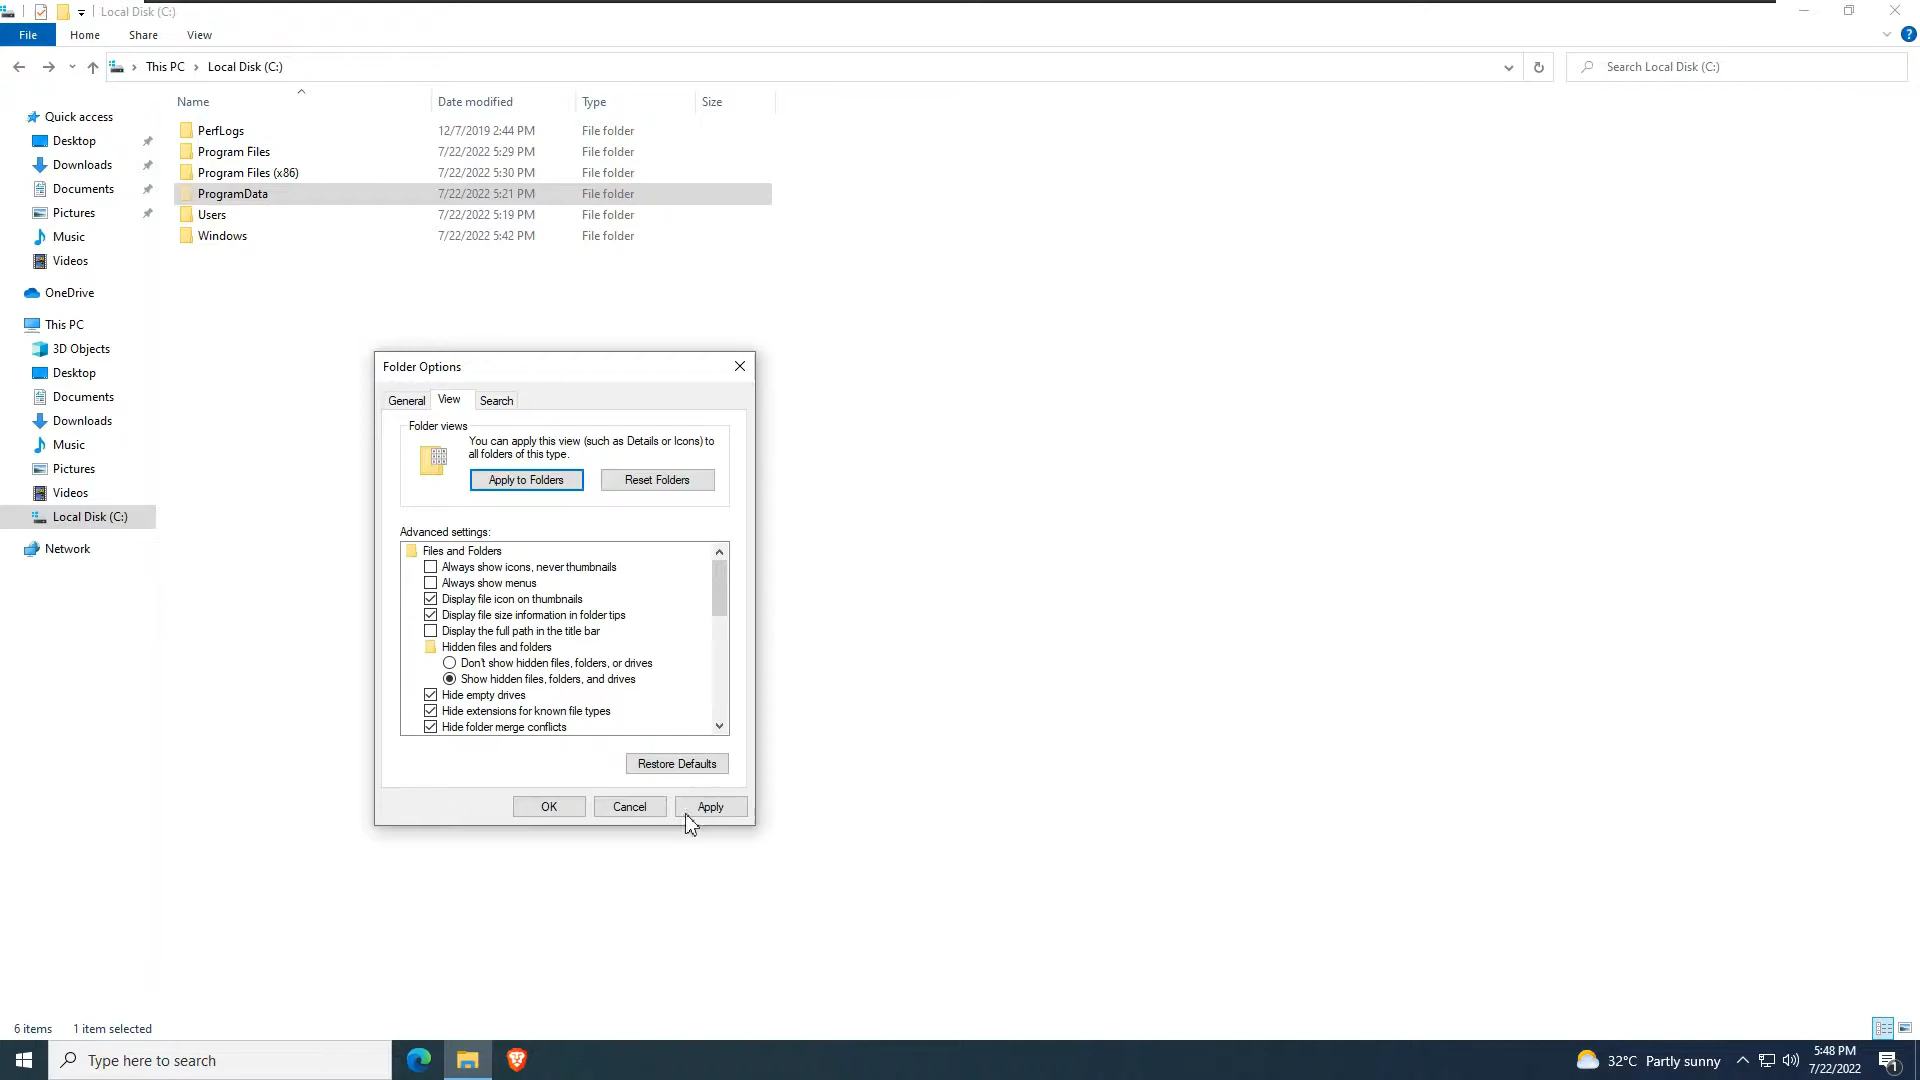 Local Disk (C:)
File Home Share View
This PC Local Disk (C:)
Search Local Disk (C:)
Name Date modified Type Size
PerfLogs 12/7/2019 2:44 PM File folder
Program Files 7/22/2022 5:29 PM File folder
Program Files (x86) 7/22/2022 5:30 PM File folder
ProgramData 7/22/2022 5:21 PM File folder
Users 7/22/2022 5:19 PM File folder
Windows 7/22/2022 5:42 PM File folder
Quick access
Desktop
Downloads
Documents
Pictures
Music
Videos
OneDrive
This PC
3D Objects
Desktop
Documents
Downloads
Music
Pictures
Videos
Local Disk (C:)
Network
Folder Options
General View Search
Folder views
You can apply this view (such as Details or Icons) to
all folders of this type.
Apply to Folders Reset Folders
Advanced settings:
Files and Folders
Always show icons, never thumbnails
Always show menus
Display file icon on thumbnails
Display file size information in folder tips
Display the full path in the title bar
Hidden files and folders
Don't show hidden files, folders, or drives
Show hidden files, folders, and drives
Hide empty drives
Hide extensions for known file types
Hide folder merge conflicts
Restore Defaults
OK Cancel Apply
6 items 1 item selected
Type here to search
32°C Partly sunny
5:48 PM
7/22/2022
1